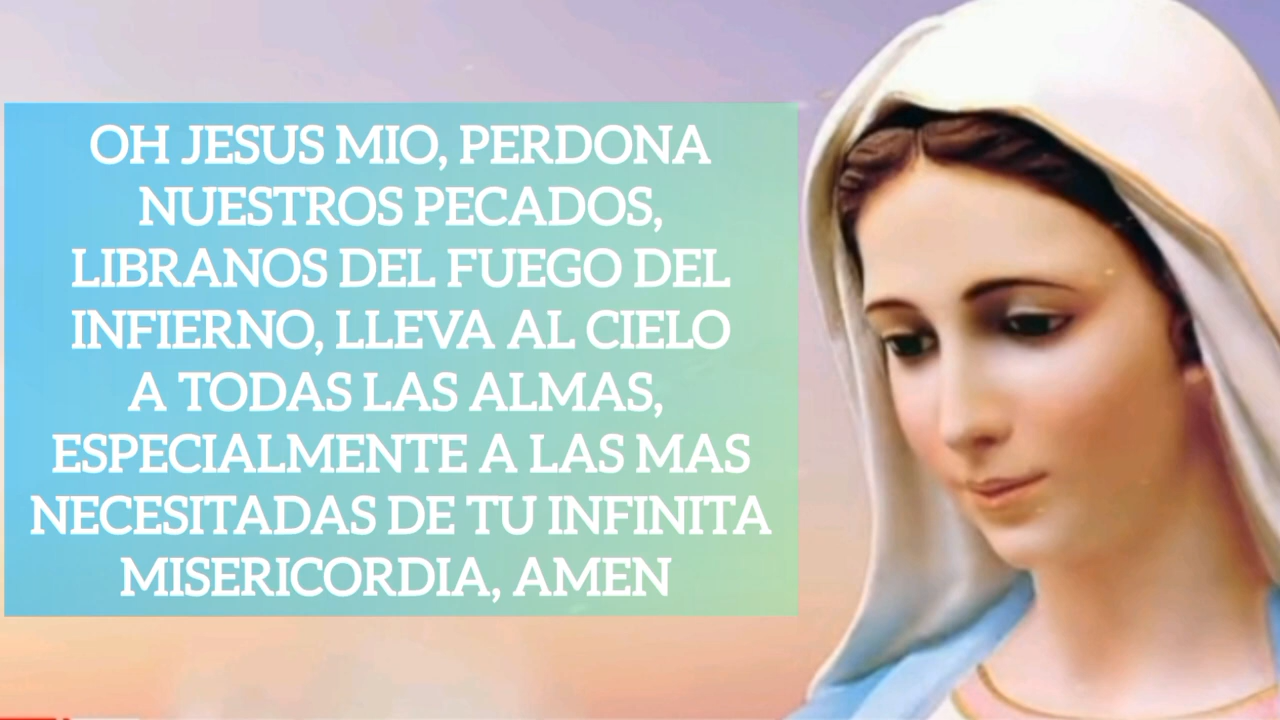 OH JESUS MIO, PERDONA
NUESTROS PECADOS,
LIBRANOS DEL FUEGO DEL
INFIERNO, LLEVA AL CIELO
A TODAS LAS ALMAS,
ESPECIALMENTE A LAS MAS
NECESITADAS DE TU INFINITA
MISERICORDIA, AMEN